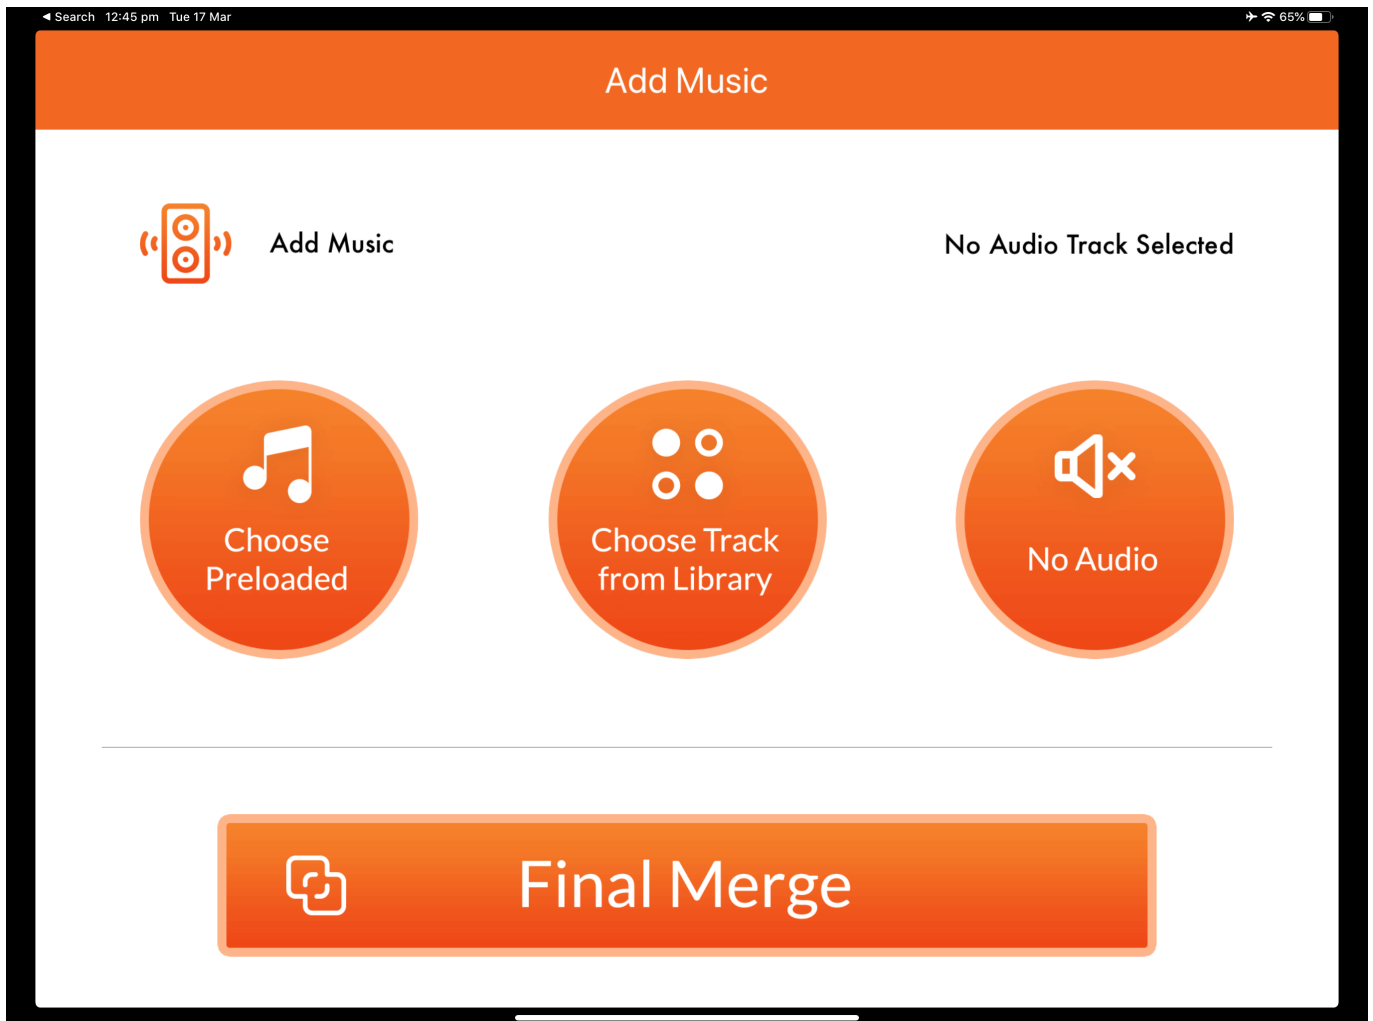 Search 12:45 pm Tue 17 Mar 65%
Add Music
Add Music
No Audio Track Selected
Choose
Preloaded
Choose Track
from Library
No Audio
Final Merge